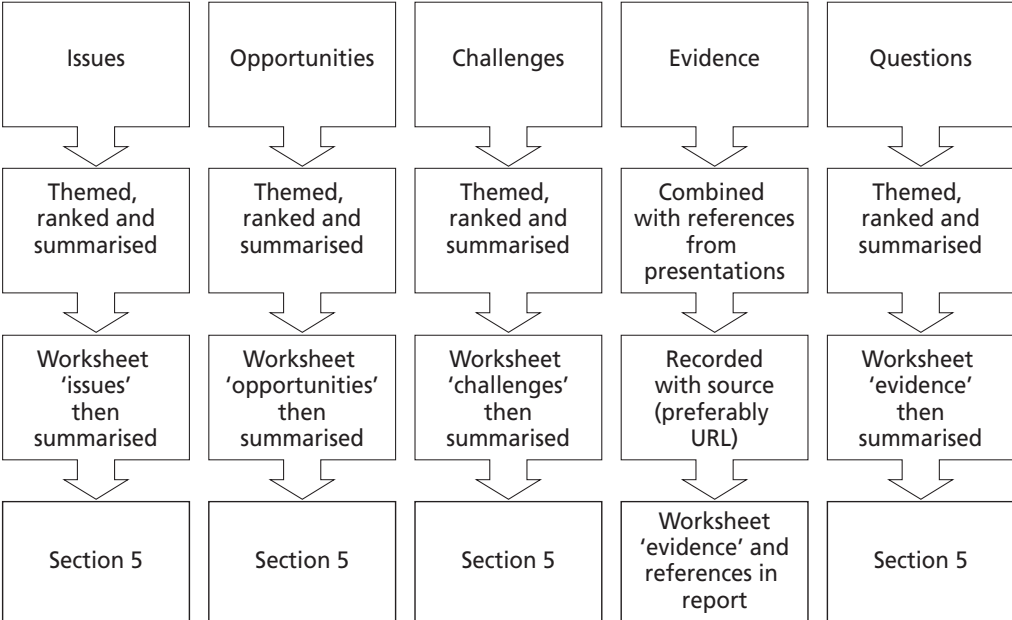 Issues
Opportunities
Challenges
Evidence
Questions
Themed,
ranked and
summarised
Themed,
ranked and
summarised
Themed,
ranked and
summarised
Combined
with references
from
presentations
Themed,
ranked and
summarised
Worksheet
‘issues’
then
summarised
Worksheet
‘opportunities’
then
summarised
Worksheet
‘challenges’
then
summarised
Recorded
with source
(preferably
URL)
Worksheet
‘evidence’
then
summarised
Section 5
Section 5
Section 5
Worksheet
‘evidence’ and
references in
report
Section 5